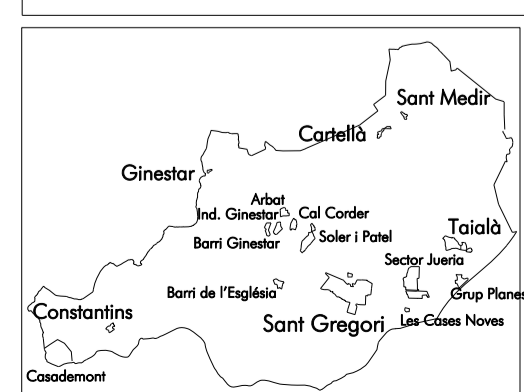 Sant Medir
Cartellà
Ginestar
Arbat
Ind. Ginestar
Cal Corder
Taialà
Barri Ginestar
Soler i Patel
Sector Jueria
Barri de l'Església
Grup Planes
Constantins
Sant Gregori
Les Cases Noves
Casademont